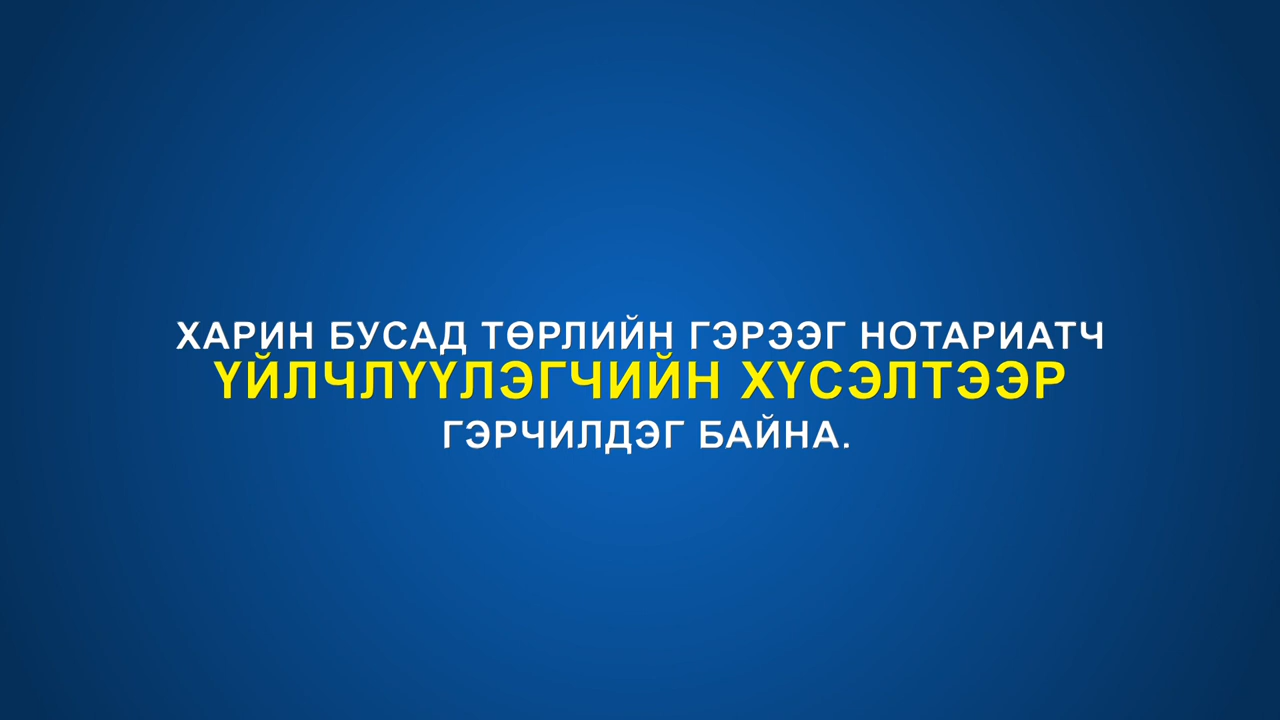 ХАРИН БУСАД ТӨРЛИЙН ГЭРЭЭГ НОТАРИАТЧ
ҮЙЛЧЛҮҮЛЭГЧИЙН ХҮСЭЛТЭЭР
ГЭРЧИЛДЭГ БАЙНА.